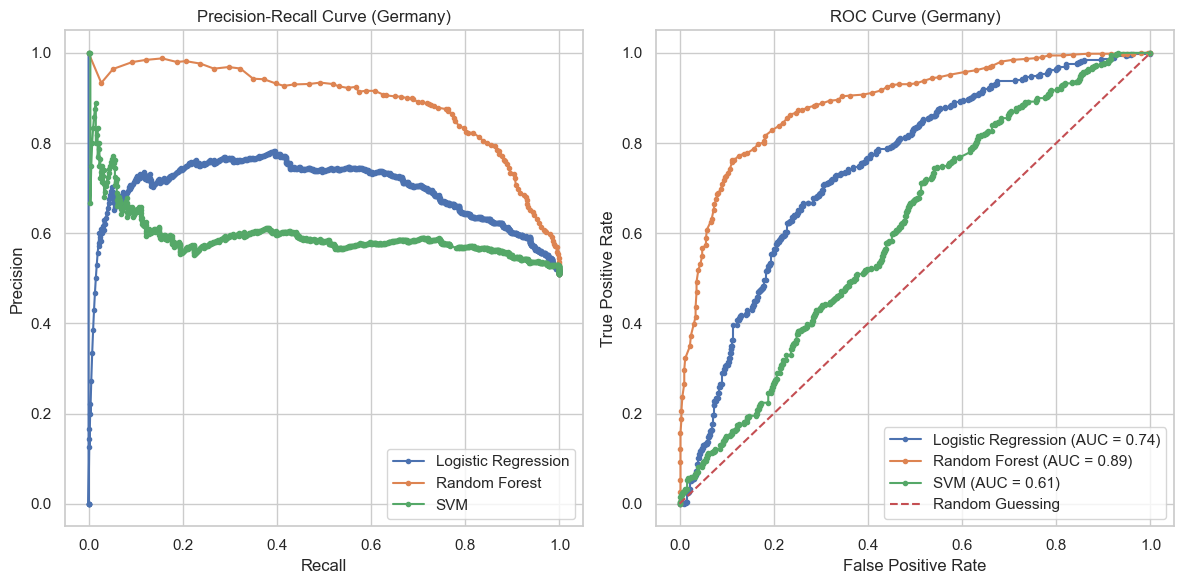 Precision-Recall Curve (Germany)
1.0
0.8
0.6
0.4
0.2
0.0
Precision
0.0 0.2 0.4 0.6 0.8 1.0
Recall
Logistic Regression
Random Forest
SVM
ROC Curve (Germany)
1.0
0.8
0.6
0.4
0.2
0.0
True Positive Rate
0.0 0.2 0.4 0.6 0.8 1.0
False Positive Rate
Logistic Regression (AUC = 0.74)
Random Forest (AUC = 0.89)
SVM (AUC = 0.61)
Random Guessing